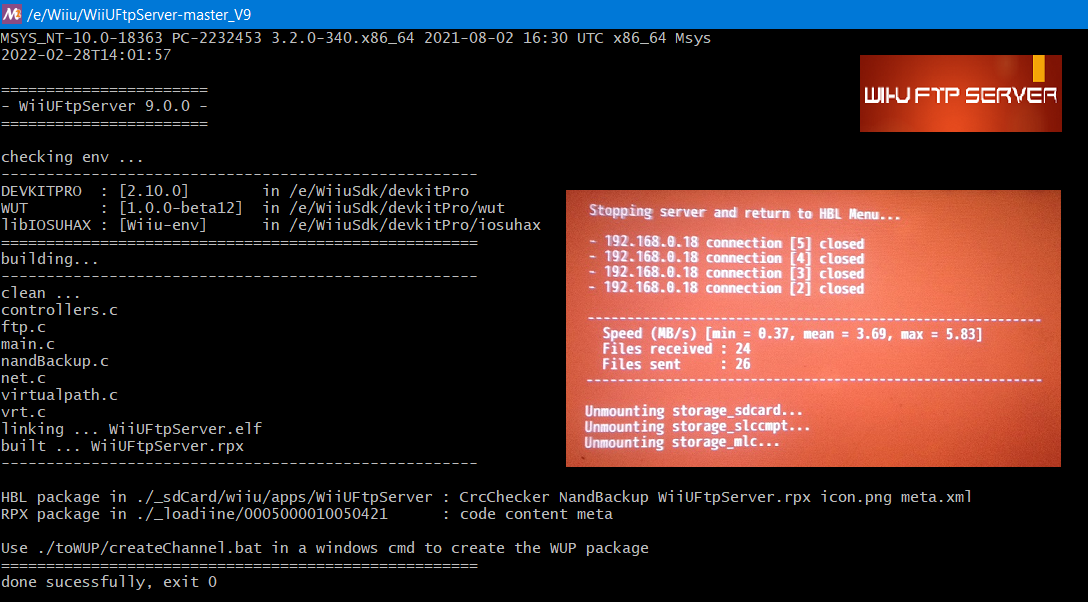 /e/Wiiu/WiiUFtpServer-master_V9
MSYS_NT-10.0-18363 PC-2232453 3.2.0-340.x86_64 2021-08-02 16:30 UTC x86_64 Msys
2022-02-28T14:01:57
=======================
- WiiUFtpServer 9.0.0 -
=======================
checking env ...
-----------------------------------------------------
DEVKITPRO  : [2.10.0]        in /e/WiiuSdk/devkitPro
WUT        : [1.0.0-beta12]  in /e/WiiuSdk/devkitPro/wut
libIOSUHAX : [Wiiu-env]      in /e/WiiuSdk/devkitPro/iosuhax
=====================================================
building...
-----------------------------------------------------
clean ...
controllers.c
ftp.c
main.c
nandBackup.c
net.c
virtualpath.c
vrt.c
linking ... WiiUFtpServer.elf
built ... WiiUFtpServer.rpx
-----------------------------------------------------
HBL package in ./_sdCard/wiiu/apps/WiiUFtpServer : CrcChecker NandBackup WiiUFtpServer.rpx icon.png meta.xml
RPX package in ./_loadiine/0005000010050421      : code content meta
Use ./toWUP/createChannel.bat in a windows cmd to create the WUP package
=====================================================
done sucessfully, exit 0
WII-U FTP SERVER
Stopping server and return to HBL Menu...
- 192.168.0.18 connection [5] closed
- 192.168.0.18 connection [4] closed
- 192.168.0.18 connection [3] closed
- 192.168.0.18 connection [2] closed
------------------------------------------------------------
Speed (MB/s) [min = 0.37, mean = 3.69, max = 5.83]
Files received : 24
Files sent     : 26
------------------------------------------------------------
Unmounting storage_sdcard...
Unmounting storage_slccmpt...
Unmounting storage_mlc...